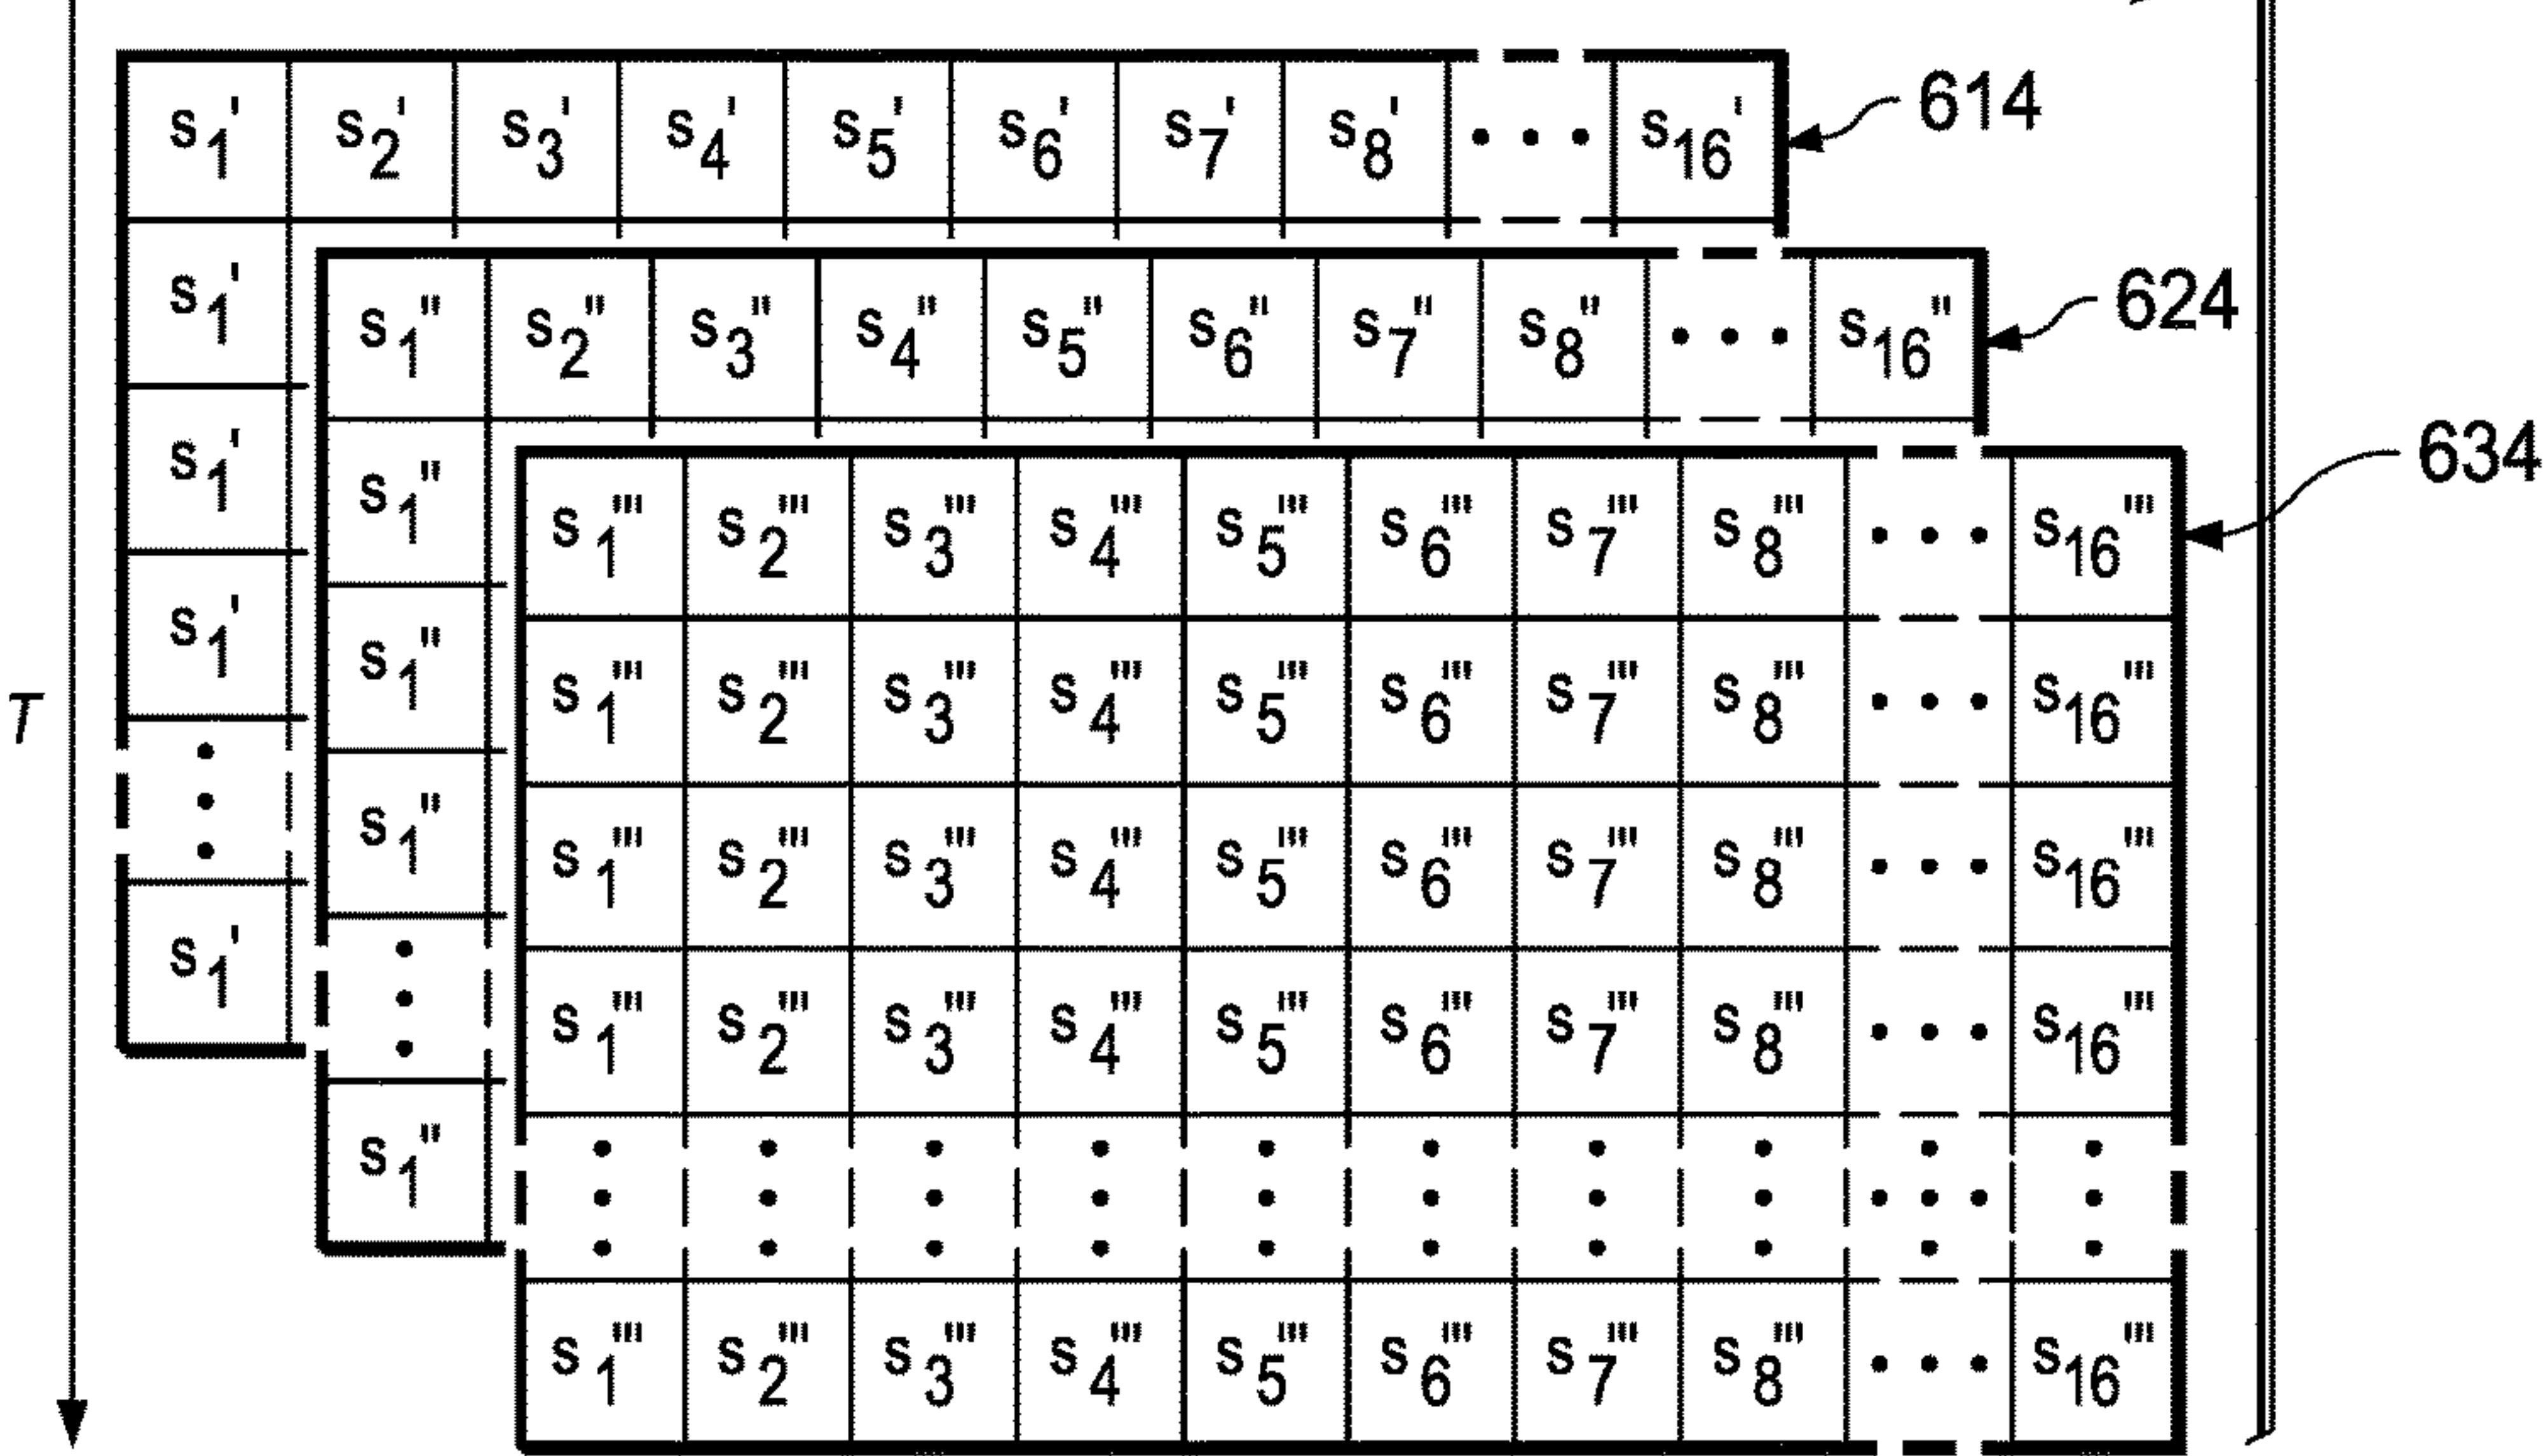 s₁' s₂' s₃' s₄' s₅' s₆' s₇' s₈' • • • s₁₆' 614
s₁' s₁" s₂" s₃" s₄" s₅" s₆" s₇" s₈" • • • s₁₆" 624
s₁' s₁" s₁''' s₂''' s₃''' s₄''' s₅''' s₆''' s₇''' s₈''' • • • s₁₆''' 634
s₁' s₁" s₁''' s₂''' s₃''' s₄''' s₅''' s₆''' s₇''' s₈''' • • • s₁₆'''
T
s₁" s₁''' s₂''' s₃''' s₄''' s₅''' s₆''' s₇''' s₈''' • • • s₁₆'''
s₁' s₁''' s₂''' s₃''' s₄''' s₅''' s₆''' s₇''' s₈''' • • • s₁₆'''
s₁"
s₁''' s₂''' s₃''' s₄''' s₅''' s₆''' s₇''' s₈''' • • • s₁₆'''